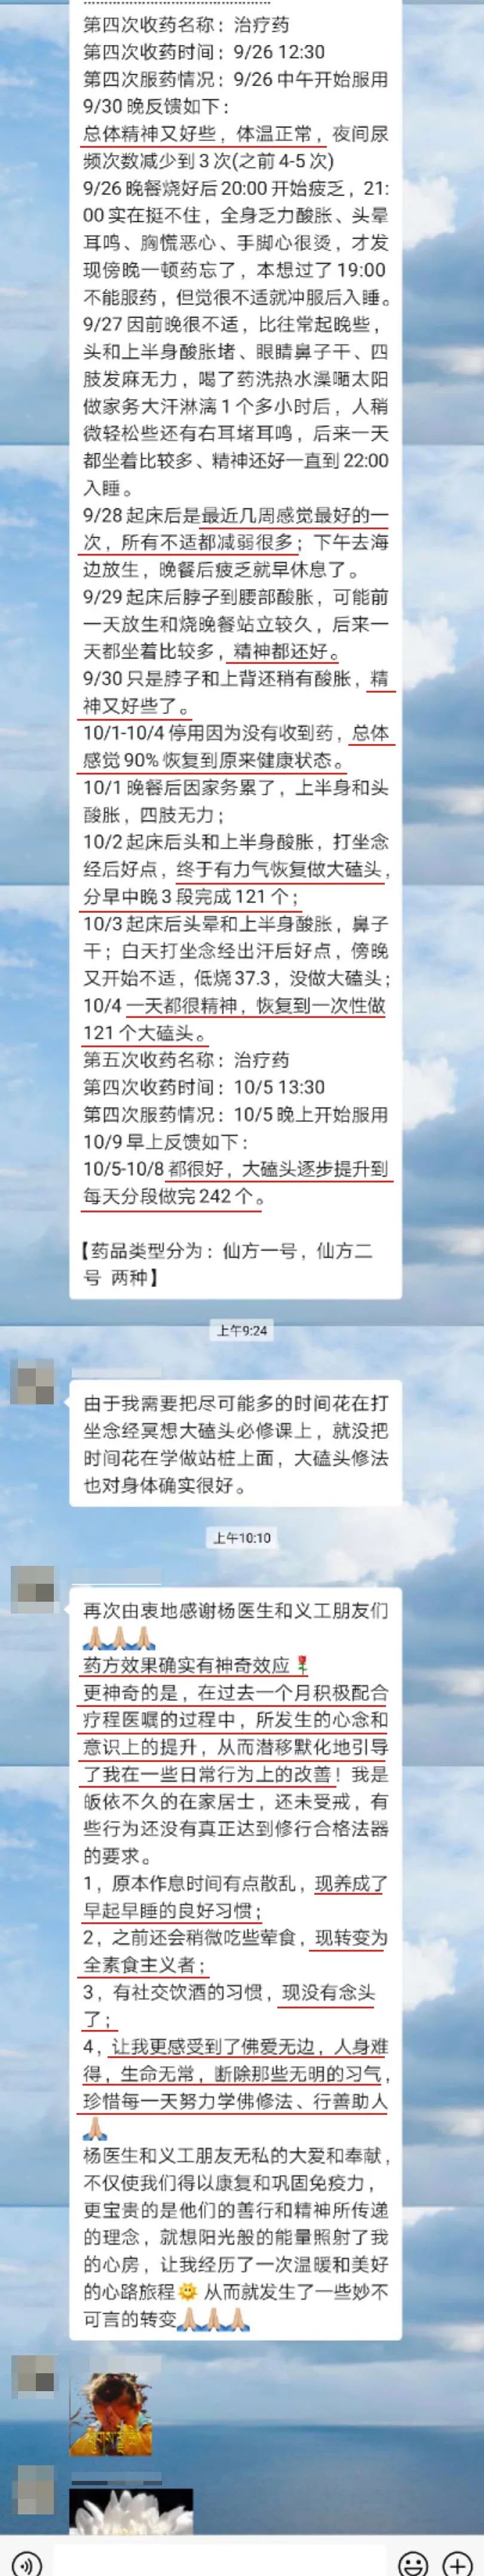 第四次收药名称：治疗药
第四次收药时间：9/26 12:30
第四次服药情况：9/26 中午开始服用
9/30 晚反馈如下：
总体精神又好些，体温正常，夜间尿
频次数减少到 3 次(之前 4-5 次)
9/26 晚餐烧好后 20:00 开始疲乏，21:
00 实在挺不住，全身乏力酸胀、头晕
耳鸣、胸慌恶心、手脚心很烫，才发
现傍晚一顿药忘了，本想过了 19:00
不能服药，但觉很不适就冲服后入睡。
9/27 因前晚很不适，比往常起晚些，
头和上半身酸胀堵、眼睛鼻子干、四
肢发麻无力，喝了药洗热水澡晒太阳
做家务大汗淋漓 1 个多小时后，人稍
微轻松些还有右耳堵耳鸣，后来一天
都坐着比较多、精神还好一直到 22:00
入睡。
9/28 起床后是最近几周感觉最好的一
次，所有不适都减弱很多；下午去海
边放生，晚餐后疲乏就早休息了。
9/29 起床后脖子到腰部酸胀，可能前
一天放生和烧晚餐站立较久，后来一
天都坐着比较多，精神都还好。
9/30 只是脖子和上背还稍有酸胀，精
神又好些了。
10/1-10/4 停用因为没有收到药，总体
感觉 90% 恢复到原来健康状态。
10/1 晚餐后因家务累了，上半身和头
酸胀，四肢无力；
10/2 起床后头和上半身酸胀，打坐念
经后好点，终于有力气恢复做大磕头，
分早中晚 3 段完成 121 个；
10/3 起床后头晕和上半身酸胀，鼻子
干；白天打坐念经出汗后好点，傍晚
又开始不适，低烧 37.3，没做大磕头；
10/4 一天都很精神，恢复到一次性做
121 个大磕头。
第五次收药名称：治疗药
第四次收药时间：10/5 13:30
第四次服药情况：10/5 晚上开始服用
10/9 早上反馈如下：
10/5-10/8 都很好，大磕头逐步提升到
每天分段做完 242 个。
【药品类型分为：仙方一号，仙方二
号 两种】
上午9:24
由于我需要把尽可能多的时间花在打
坐念经冥想大磕头必修课上，就没把
时间花在学做站桩上面，大磕头修法
也对身体确实很好。
上午10:10
再次由衷地感谢杨医生和义工朋友们
🙏🙏🙏
药方效果确实有神奇效应🌹
更神奇的是，在过去一个月积极配合
疗程医嘱的过程中，所发生的心念和
意识上的提升，从而潜移默化地引导
了我在一些日常行为上的改善！我是
皈依不久的在家居士，还未受戒，有
些行为还没有真正达到修行合格法器
的要求。
1，原本作息时间有点散乱，现养成了
早起早睡的良好习惯；
2，之前还会稍微吃些荤食，现转变为
全素食主义者；
3，有社交饮酒的习惯，现没有念头
了；
4，让我更感受到了佛爱无边，人身难
得，生命无常，断除那些无明的习气，
珍惜每一天努力学佛修法、行善助人
🙏
杨医生和义工朋友无私的大爱和奉献，
不仅使我们得以康复和巩固免疫力，
更宝贵的是他们的善行和精神所传递
的理念，就想阳光般的能量照射了我
的心房，让我经历了一次温暖和美好
的心路旅程🌞 从而就发生了一些妙不
可言的转变🙏🙏🙏